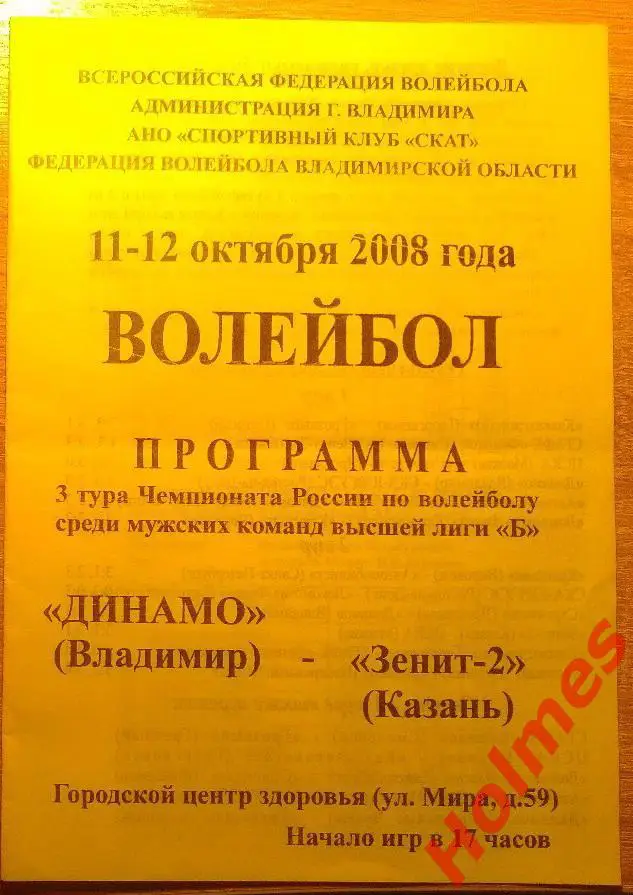 ВСЕРОССИЙСКАЯ ФЕДЕРАЦИЯ ВОЛЕЙБОЛА
АДМИНИСТРАЦИЯ Г. ВЛАДИМИРА
АНО «СПОРТИВНЫЙ КЛУБ «СКАТ»
ФЕДЕРАЦИЯ ВОЛЕЙБОЛА ВЛАДИМИРСКОЙ ОБЛАСТИ
11-12 октября 2008 года
ВОЛЕЙБОЛ
ПРОГРАММА
3 тура Чемпионата России по волейболу
среди мужских команд высшей лиги «Б»
«ДИНАМО»
(Владимир) - «Зенит-2»
(Казань)
Городской центр здоровья (ул. Мира, д.59)
Начало игр в 17 часов
Holmes